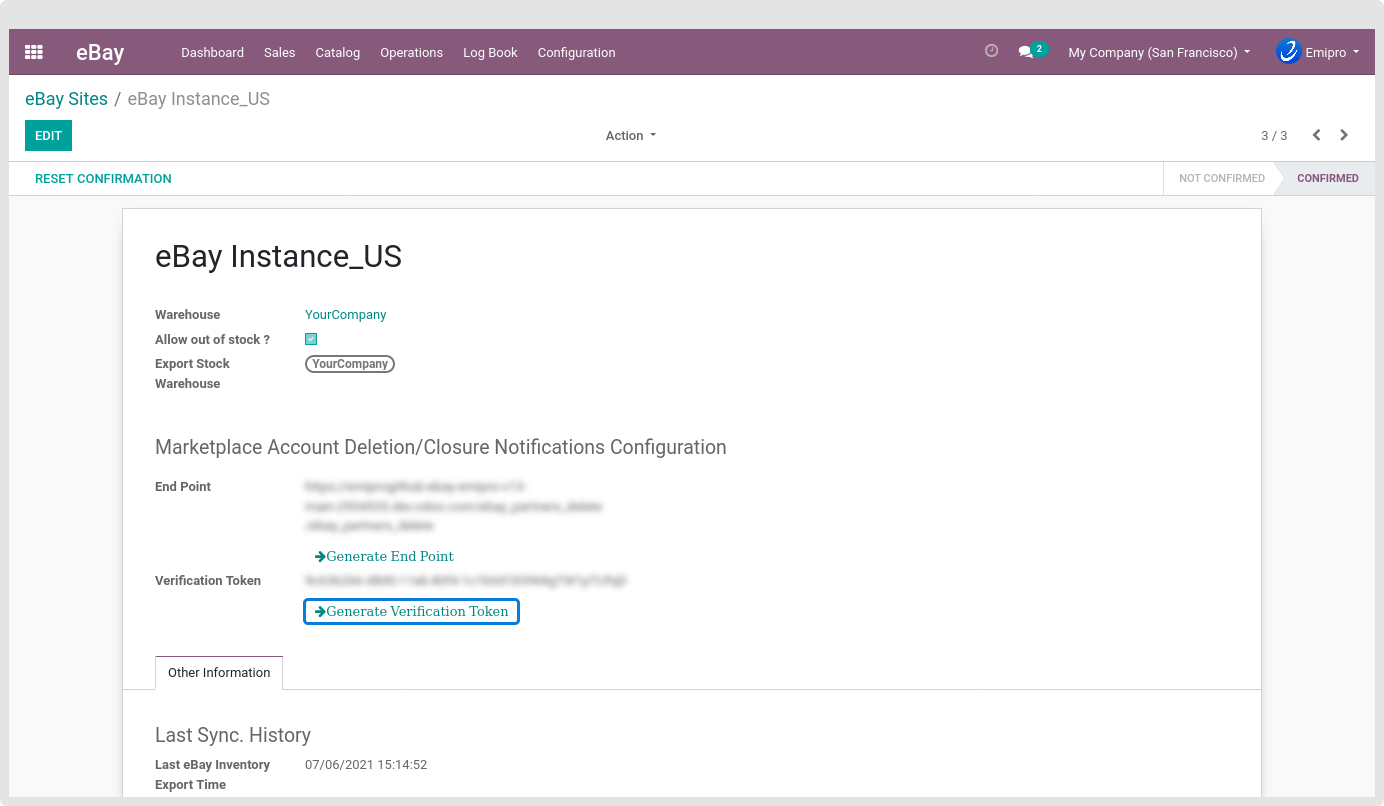 eBay Dashboard Sales Catalog Operations Log Book Configuration 2 My Company (San Francisco) Emipro
eBay Sites / eBay Instance_US
EDIT Action 3 / 3
RESET CONFIRMATION NOT CONFIRMED CONFIRMED
eBay Instance_US
Warehouse YourCompany
Allow out of stock ?
Export Stock YourCompany
Warehouse
Marketplace Account Deletion/Closure Notifications Configuration
End Point
Generate End Point
Verification Token
Generate Verification Token
Other Information
Last Sync. History
Last eBay Inventory 07/06/2021 15:14:52
Export Time